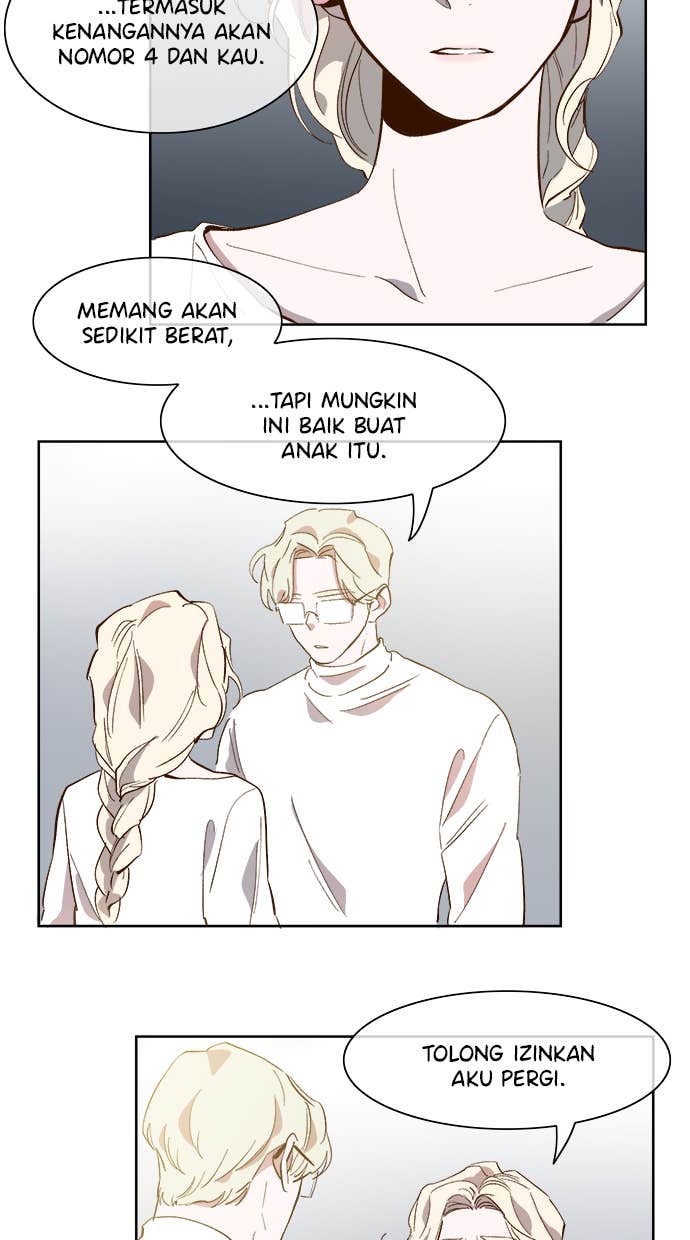 ...TERMASUK
KENANGANNYA AKAN
NOMOR 4 DAN KAU.
MEMANG AKAN
SEDIKIT BERAT,
...TAPI MUNGKIN
INI BAIK BUAT
ANAK ITU.
TOLONG IZINKAN
AKU PERGI.